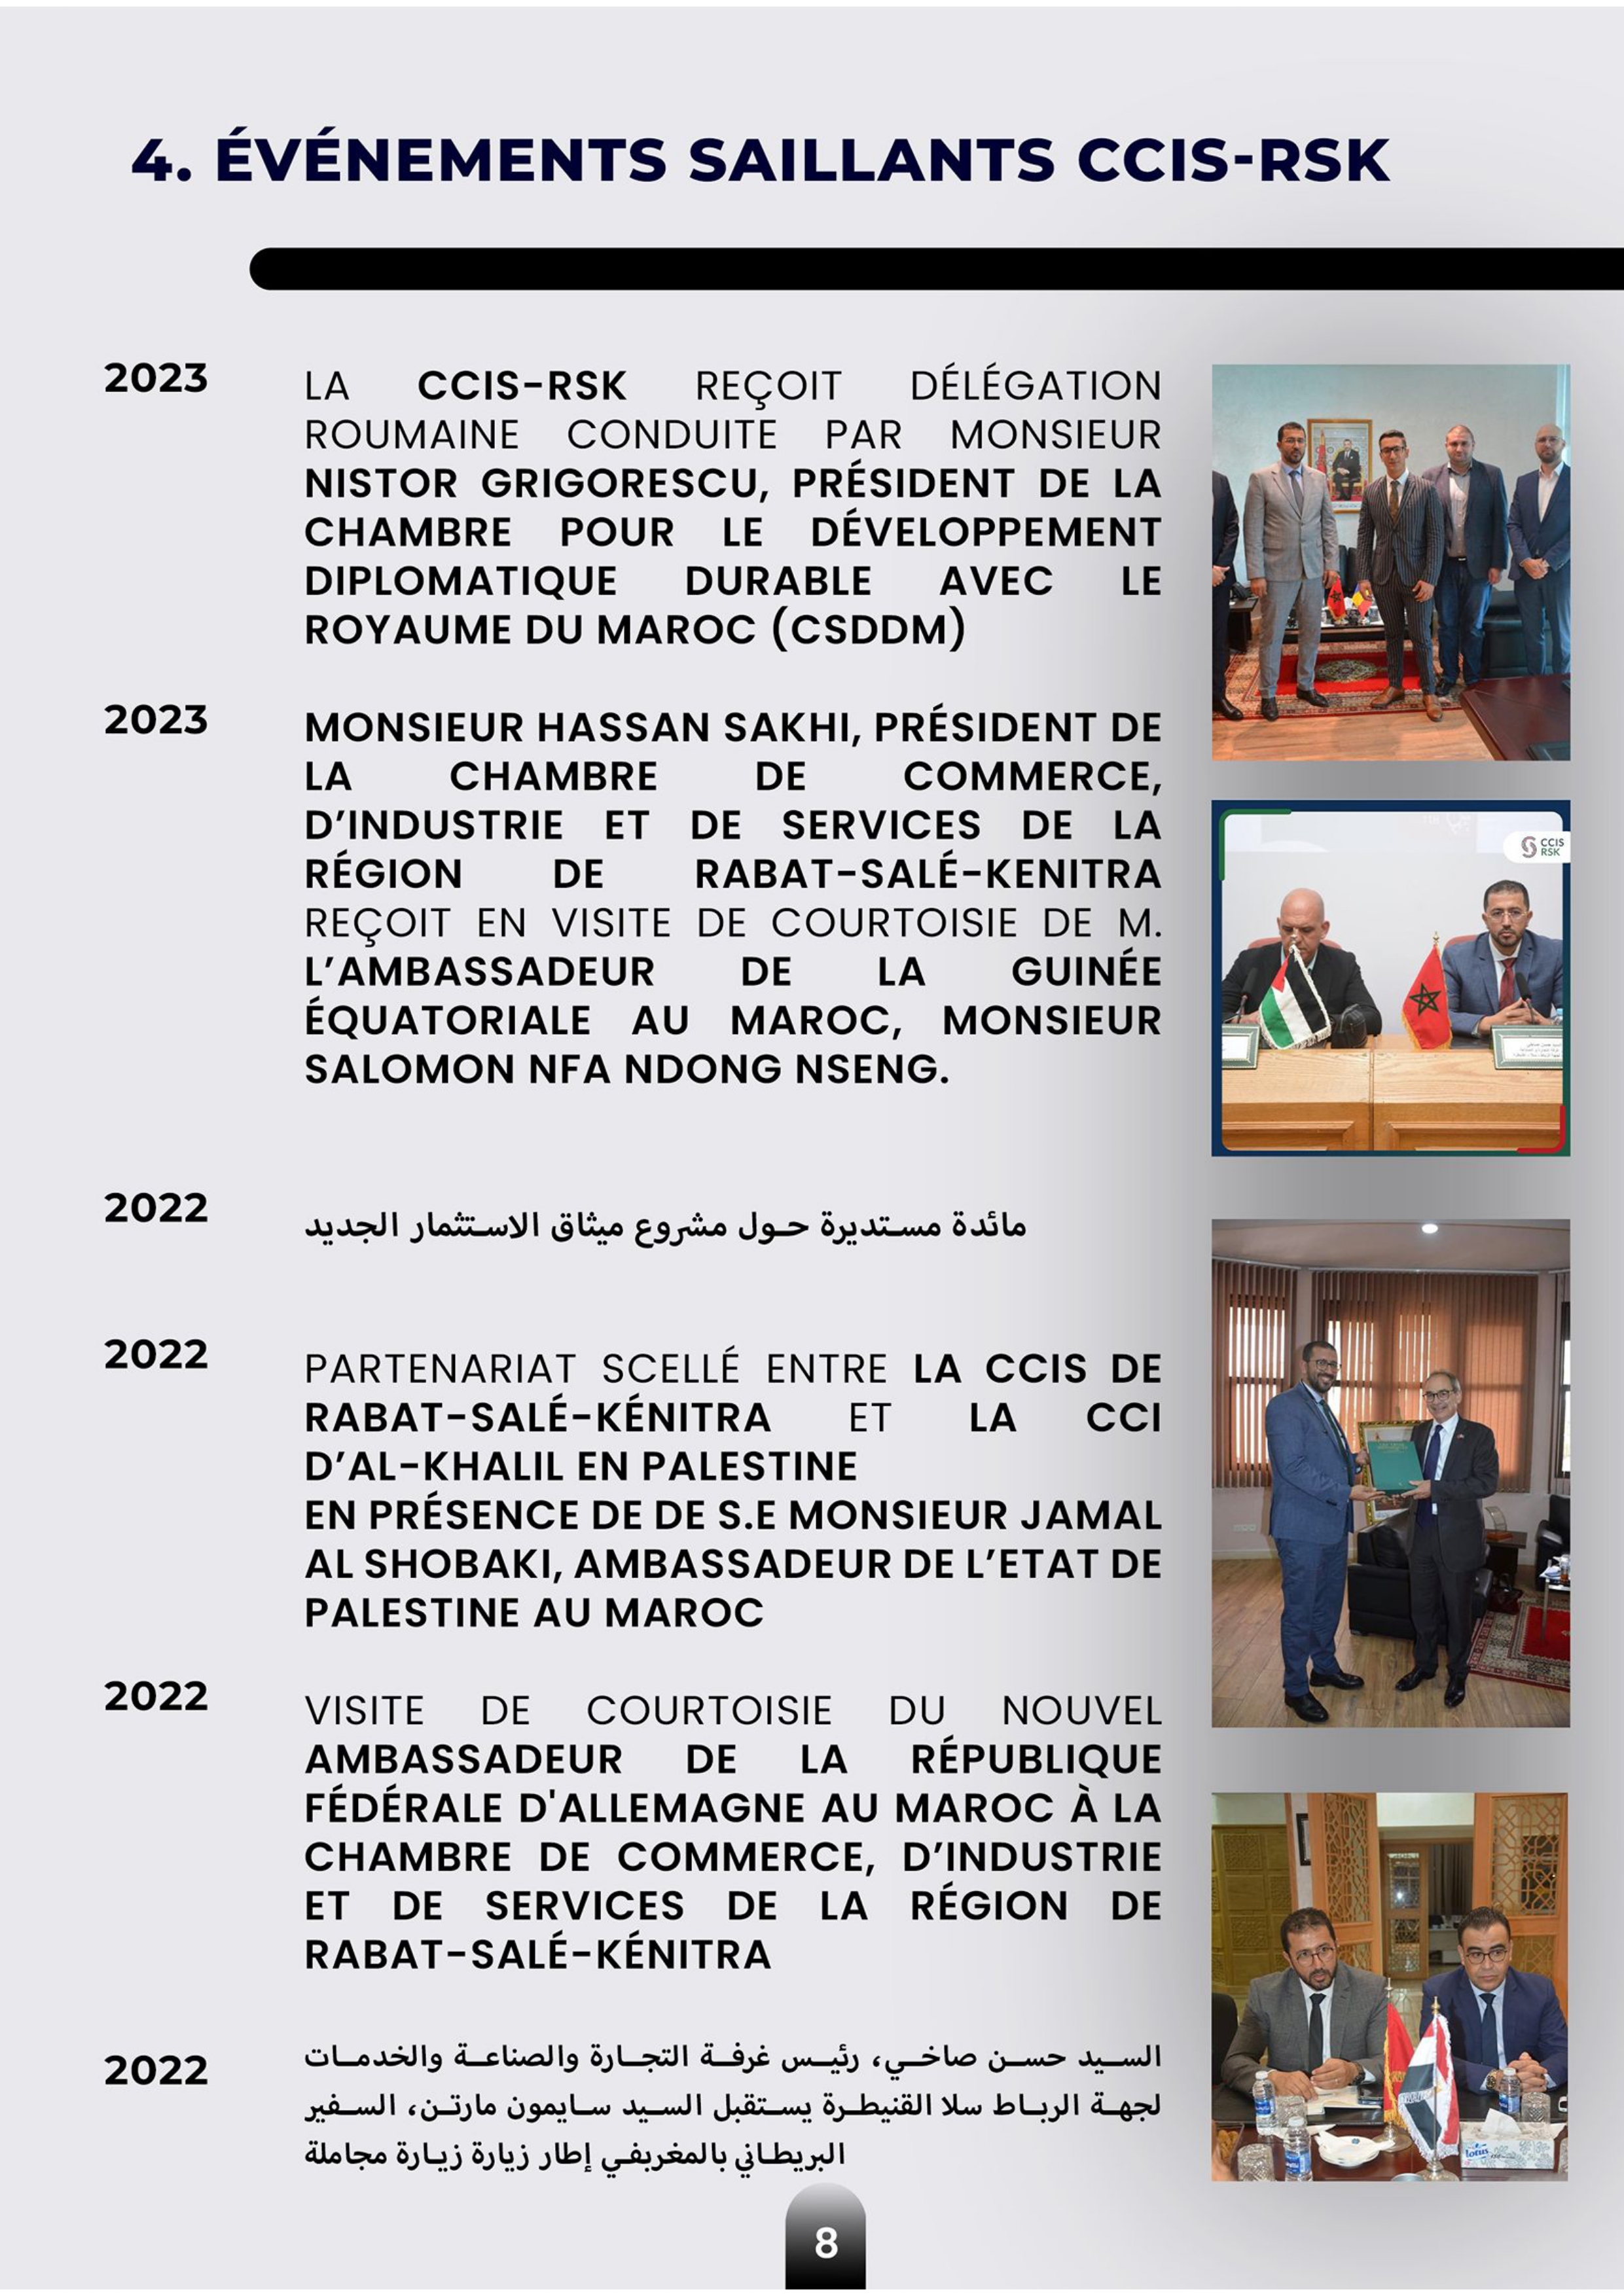 4. ÉVÉNEMENTS SAILLANTS CCIS-RSK
2023
LA CCIS-RSK REÇOIT DÉLÉGATION
ROUMAINE CONDUITE PAR MONSIEUR
NISTOR GRIGORESCU, PRÉSIDENT DE LA
CHAMBRE POUR LE DÉVELOPPEMENT
DIPLOMATIQUE DURABLE AVEC LE
ROYAUME DU MAROC (CSDDM)
2023
MONSIEUR HASSAN SAKHI, PRÉSIDENT DE
LA CHAMBRE DE COMMERCE,
D’INDUSTRIE ET DE SERVICES DE LA
RÉGION DE RABAT-SALÉ-KENITRA
REÇOIT EN VISITE DE COURTOISIE DE M.
L’AMBASSADEUR DE LA GUINÉE
ÉQUATORIALE AU MAROC, MONSIEUR
SALOMON NFA NDONG NSENG.
CCIS
RSK
2022
مائدة مستديرة حول مشروع ميثاق الاستثمار الجديد
2022
PARTENARIAT SCELLÉ ENTRE LA CCIS DE
RABAT-SALÉ-KÉNITRA ET LA CCI
D’AL-KHALIL EN PALESTINE
EN PRÉSENCE DE DE S.E MONSIEUR JAMAL
AL SHOBAKI, AMBASSADEUR DE L’ETAT DE
PALESTINE AU MAROC
2022
VISITE DE COURTOISIE DU NOUVEL
AMBASSADEUR DE LA RÉPUBLIQUE
FÉDÉRALE D'ALLEMAGNE AU MAROC À LA
CHAMBRE DE COMMERCE, D’INDUSTRIE
ET DE SERVICES DE LA RÉGION DE
RABAT-SALÉ-KÉNITRA
2022
السيد حسن صاخي، رئيس غرفة التجارة والصناعة والخدمات
لجهة الرباط سلا القنيطرة يستقبل السيد سايمون مارتن، السفير
البريطاني بالمغربفي إطار زيارة زيارة مجاملة
lotus
8